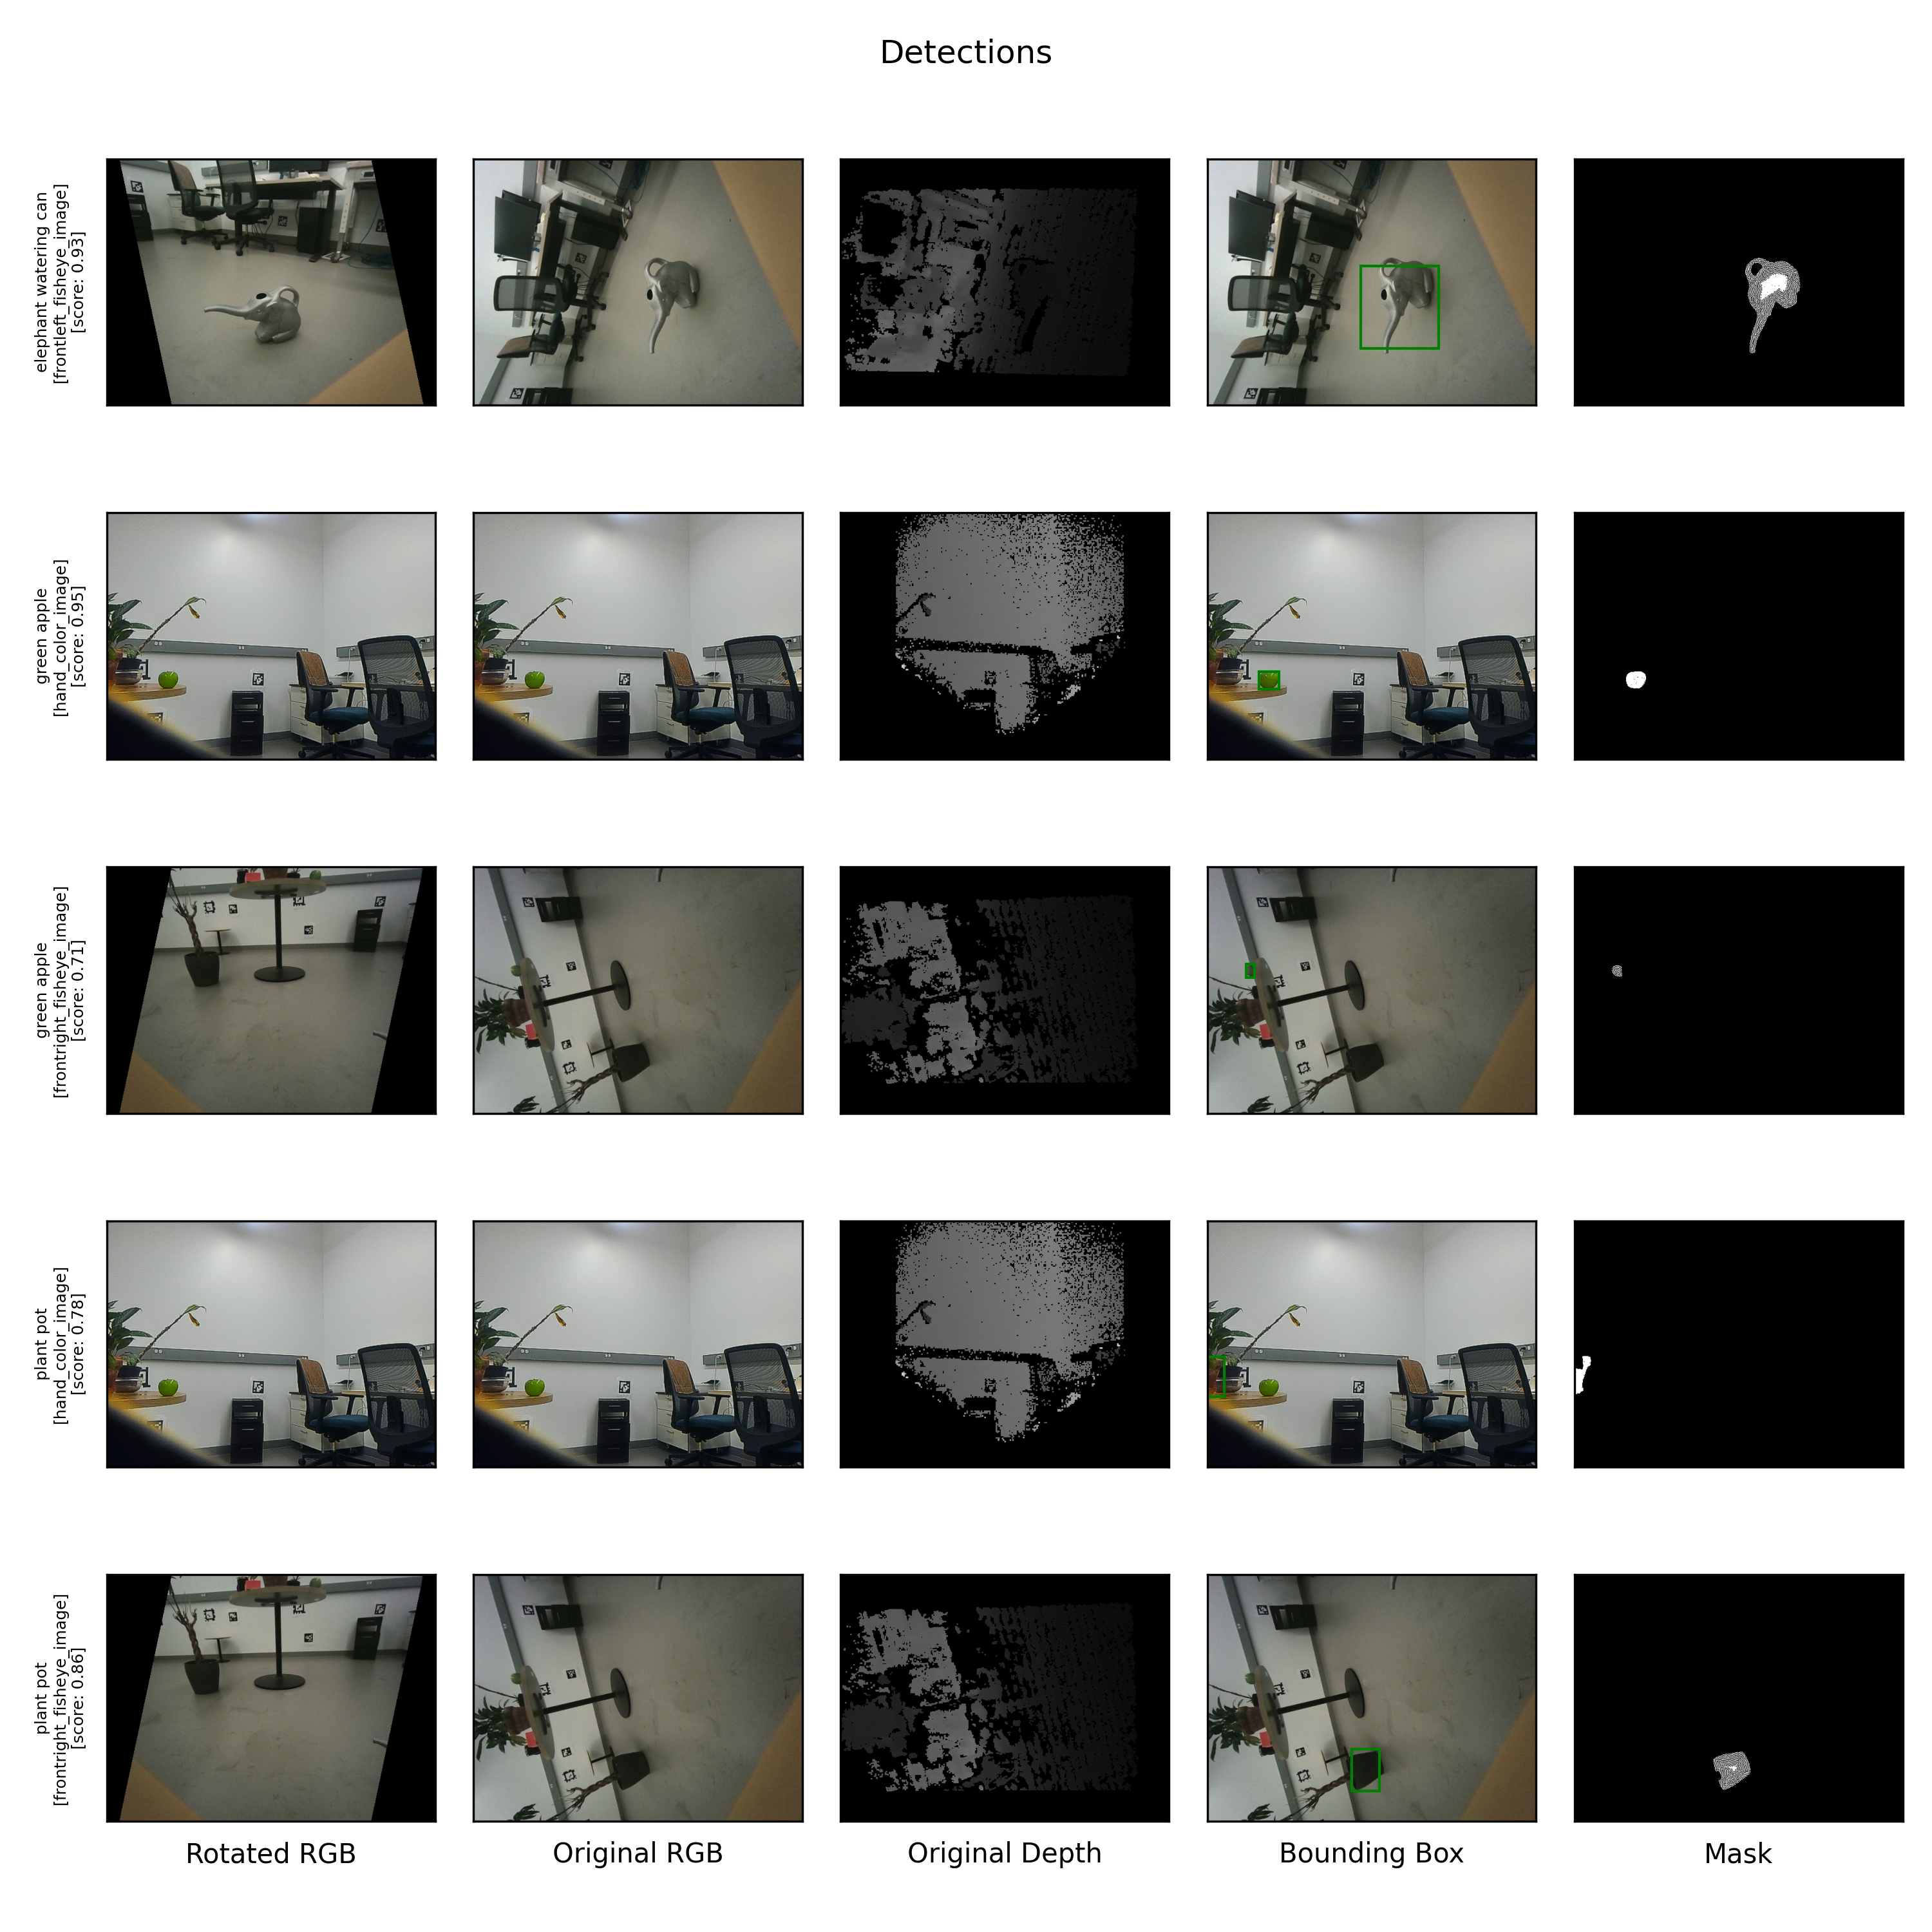 Detections
elephant watering can
[frontleft_fisheye_image]
[score: 0.93]
green apple
[hand_color_image]
[score: 0.95]
green apple
[frontright_fisheye_image]
[score: 0.71]
plant pot
[hand_color_image]
[score: 0.78]
plant pot
[frontright_fisheye_image]
[score: 0.86]
Rotated RGB
Original RGB
Original Depth
Bounding Box
Mask